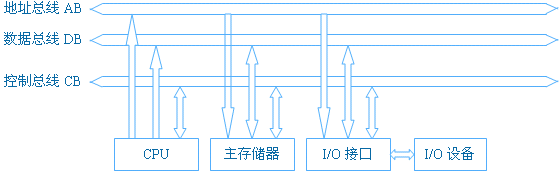 地址总线 AB
数据总线 DB
控制总线 CB
CPU
主存储器
I/O 接口
I/O 设备